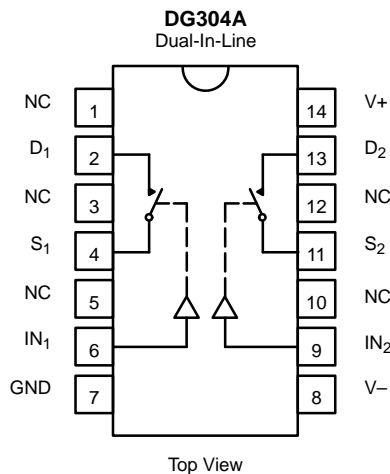 DG304A
Dual-In-Line
NC 1 14 V+
D1 2 13 D2
NC 3 12 NC
S1 4 11 S2
NC 5 10 NC
IN1 6 9 IN2
GND 7 8 V–
Top View